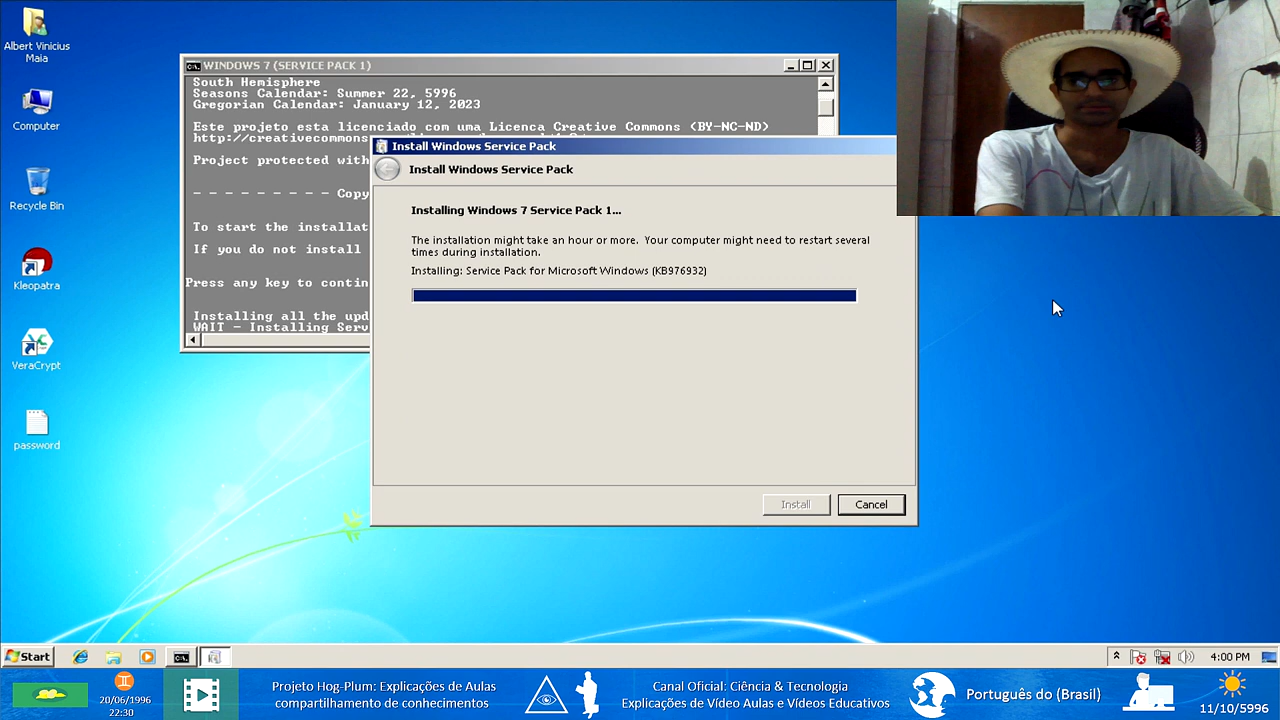 Albert Vinicius
Maia
Computer
Recycle Bin
Kleopatra
VeraCrypt
password
WINDOWS 7 (SERVICE PACK 1)
South Hemisphere
Seasons Calendar: Summer 22, 5996
Gregorian Calendar: January 12, 2023
Este projeto esta licenciado com uma Licenca Creative Commons (BY-NC-ND)
http://creativecommons
Project protected with
- - - - - - - - - Copy
To start the installat
If you do not install
Press any key to contin
Installing all the upd
WAIT - Installing Serv
Install Windows Service Pack
Install Windows Service Pack
Installing Windows 7 Service Pack 1...
The installation might take an hour or more. Your computer might need to restart several
times during installation.
Installing: Service Pack for Microsoft Windows (KB976932)
Install
Cancel
Start
4:00 PM
20/06/1996
22:30
Projeto Hog-Plum: Explicações de Aulas
compartilhamento de conhecimentos
Canal Oficial: Ciência & Tecnologia
Explicações de Vídeo Aulas e Vídeos Educativos
Português do (Brasil)
11/10/5996